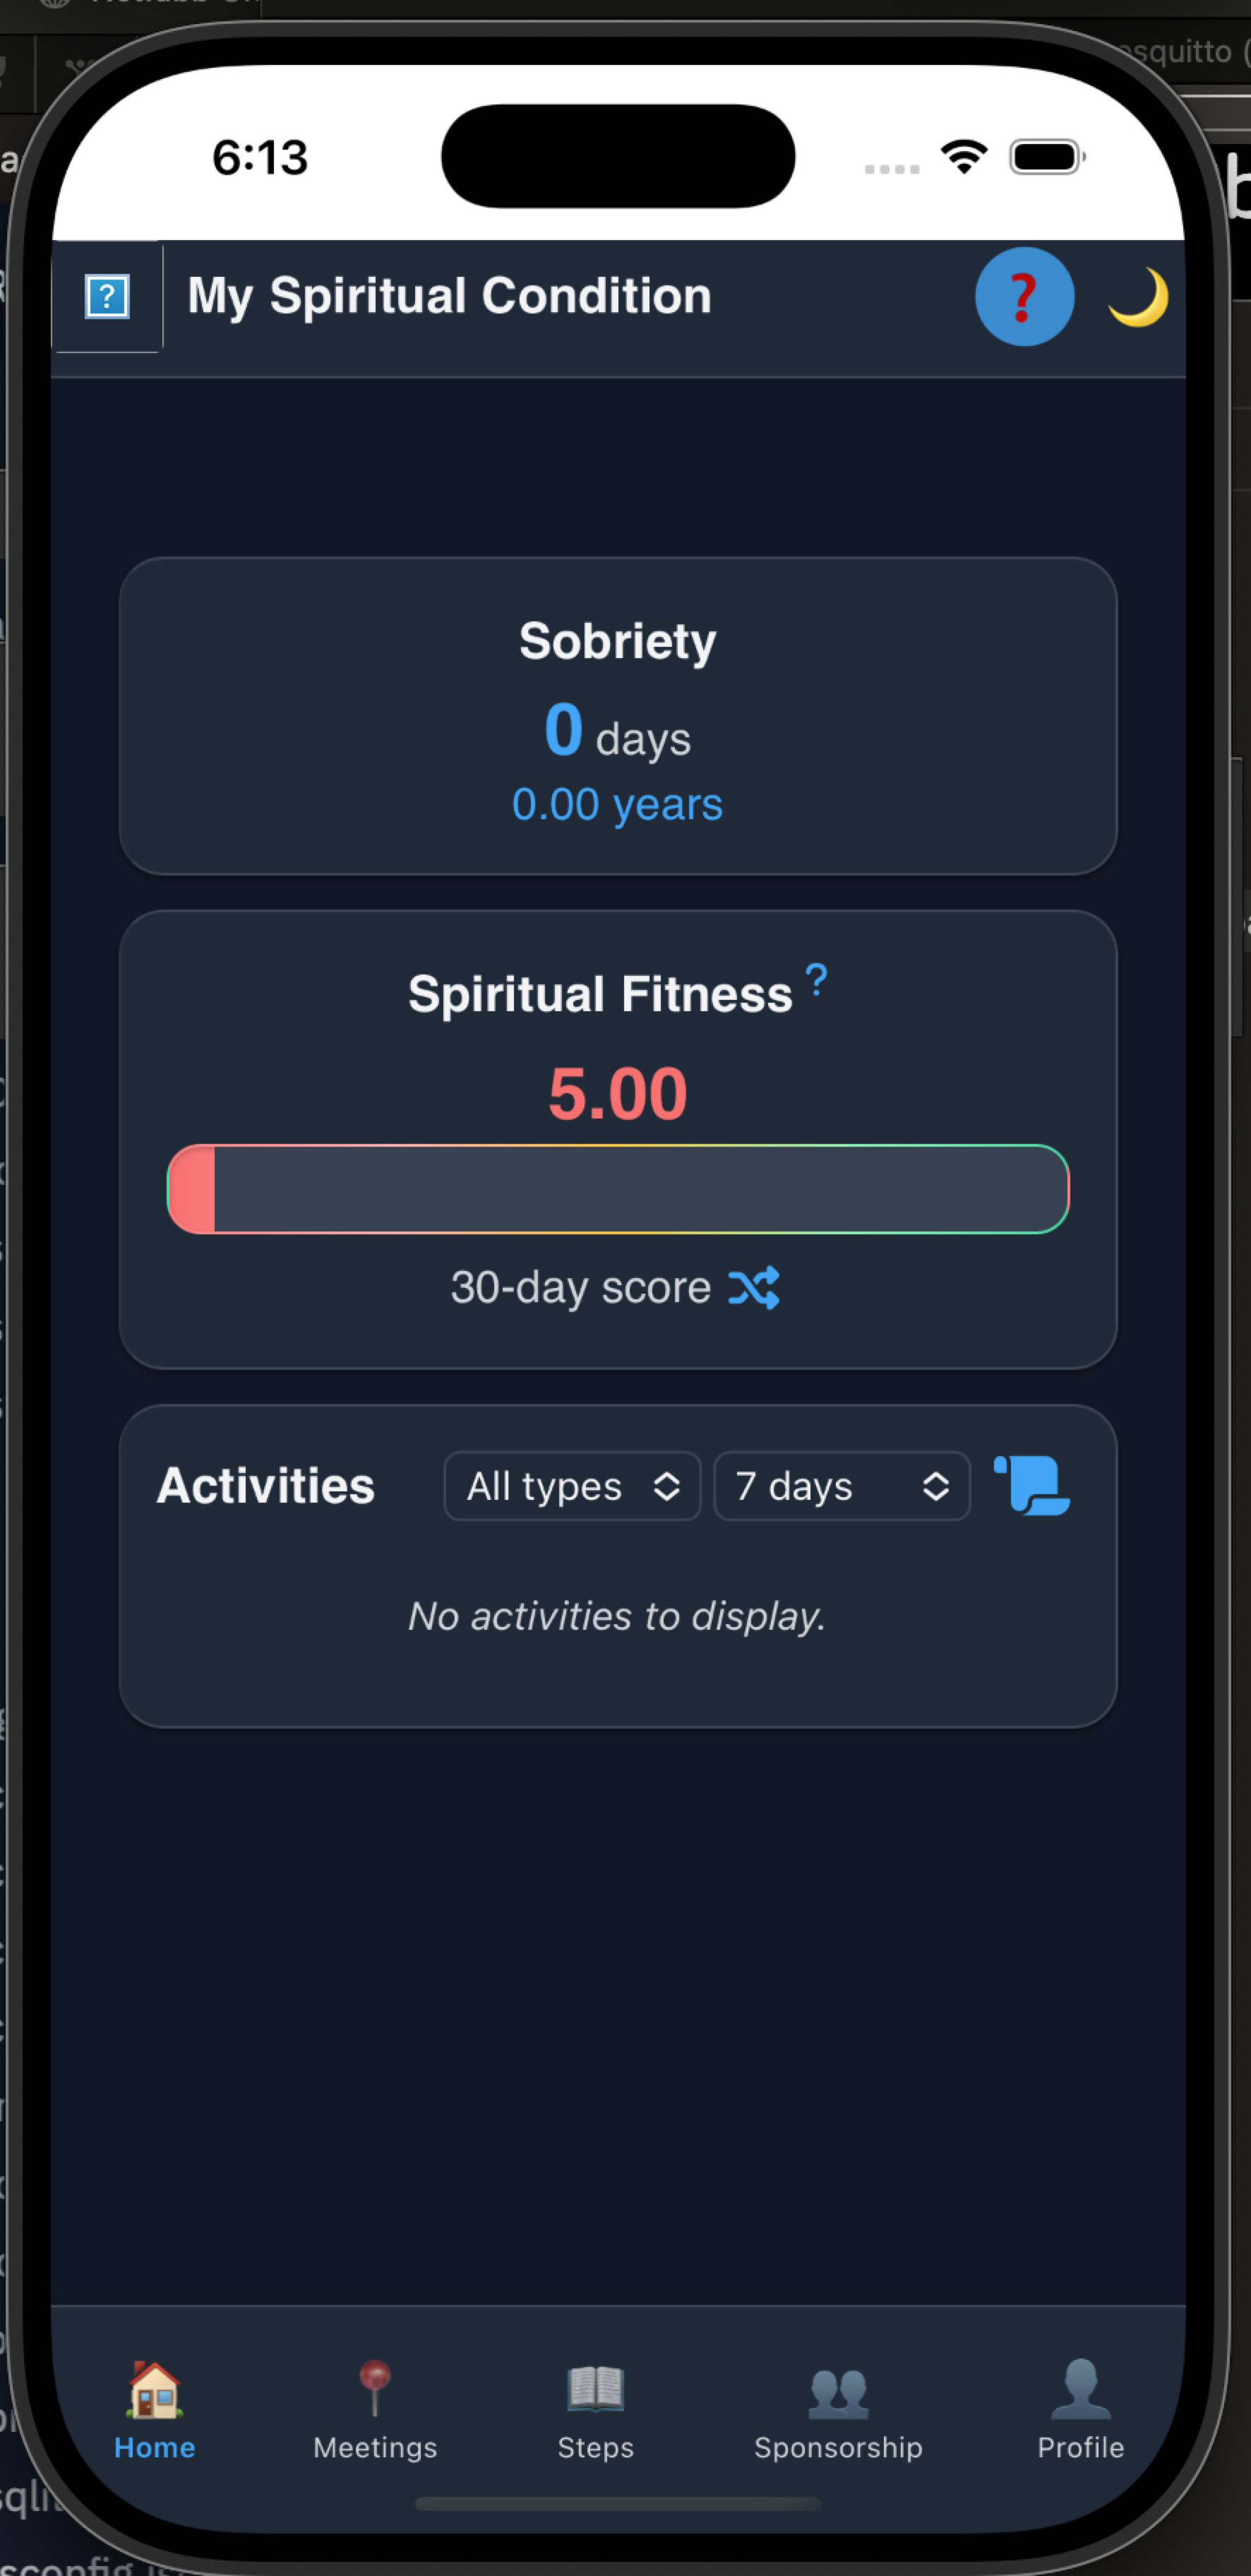 esquitto (
6:13
?
My Spiritual Condition
?
Sobriety
0 days
0.00 years
Spiritual Fitness ?
5.00
30-day score
Activities
All types
7 days
No activities to display.
Home
Meetings
Steps
Sponsorship
Profile